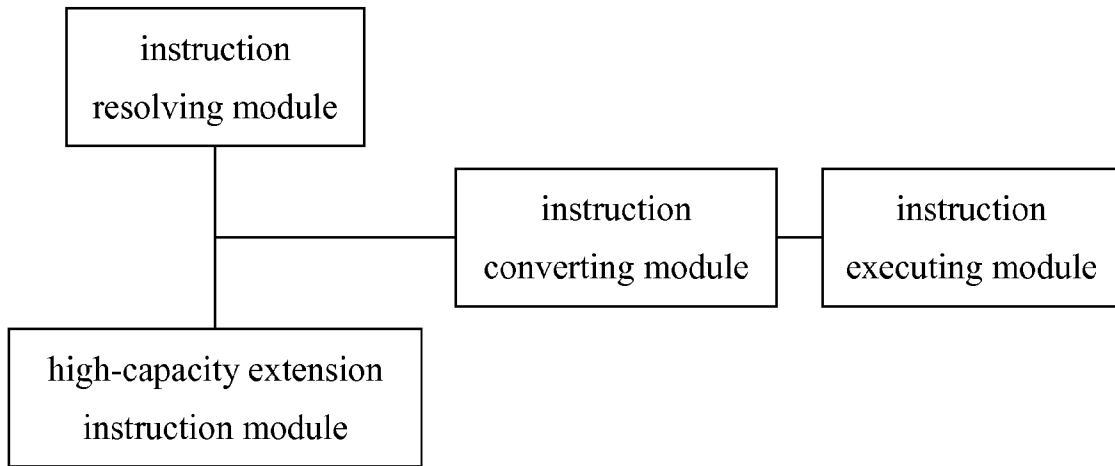 instruction
resolving module
instruction
converting module
instruction
executing module
high-capacity extension
instruction module